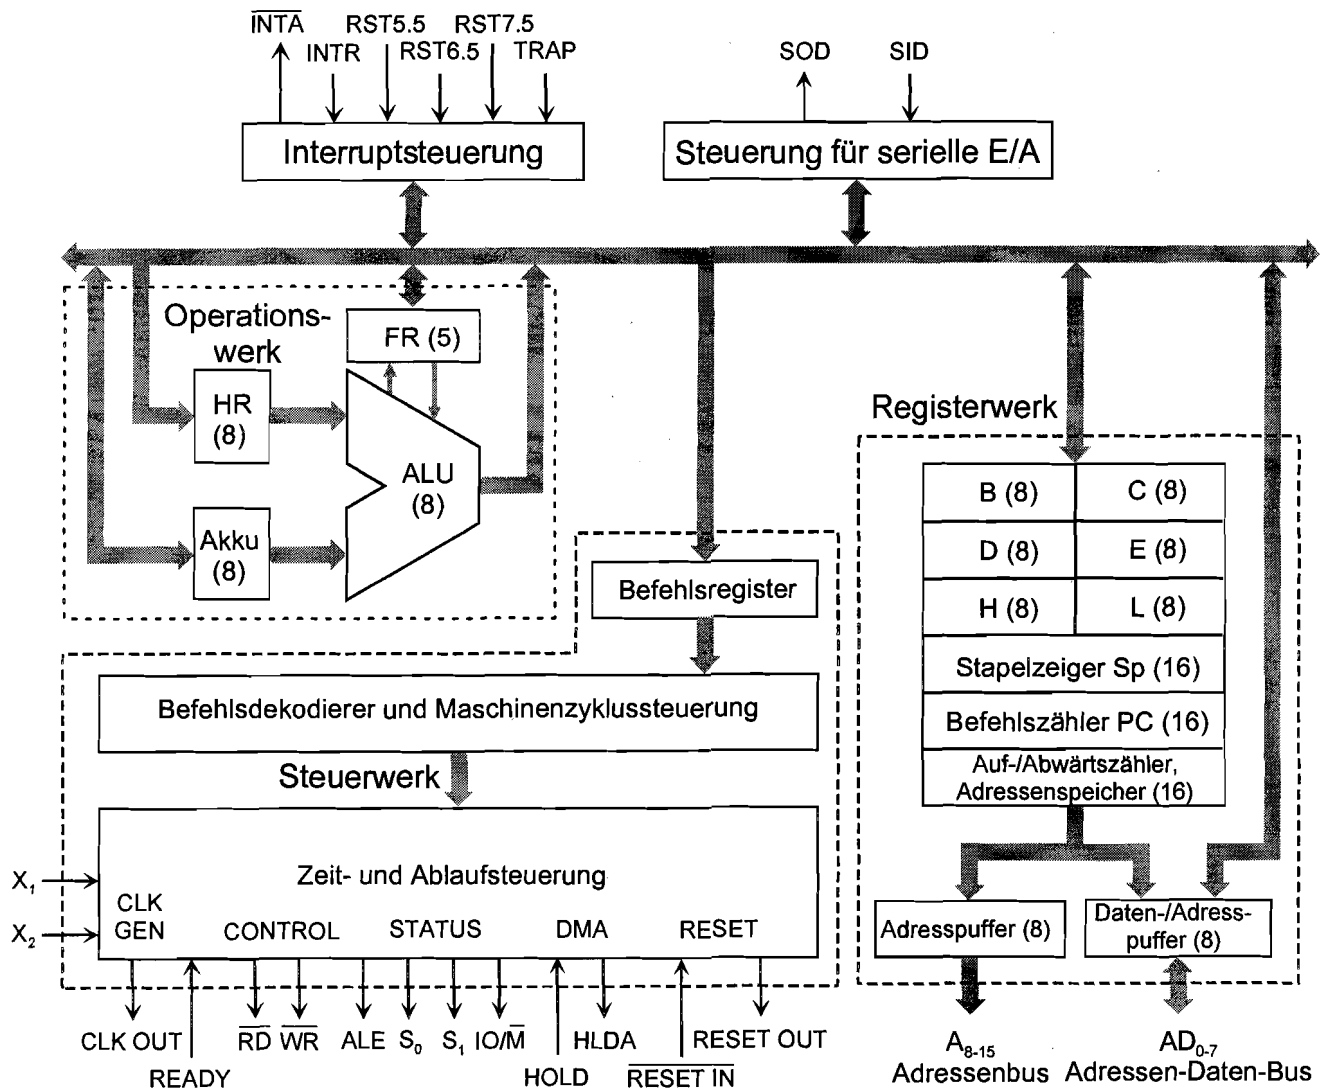 INTA RST5.5 RST7.5
INTR RST6.5 TRAP
SOD SID
Interruptsteuerung
Steuerung für serielle E/A
Operations-
werk
FR (5)
HR
(8)
ALU
(8)
Akku
(8)
Registerwerk
B (8) C (8)
D (8) E (8)
H (8) L (8)
Stapelzeiger Sp (16)
Befehlszähler PC (16)
Auf-/Abwärtszähler,
Adressenspeicher (16)
Adresspuffer (8)
Daten-/Adress-
puffer (8)
A8-15
Adressenbus
AD0-7
Adressen-Daten-Bus
Befehlsregister
Befehlsdekodierer und Maschinenzyklussteuerung
Steuerwerk
Zeit- und Ablaufsteuerung
X1
X2
CLK
GEN CONTROL STATUS DMA RESET
CLK OUT RD WR ALE S0 S1 IO/M HLDA RESET OUT
READY HOLD RESET IN